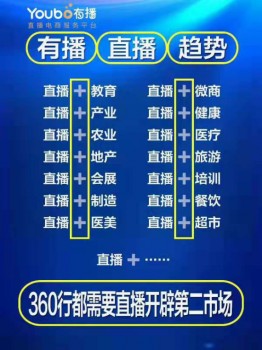 Youbo有播
直播电商服务平台
有播 直播 趋势
直播+教育 直播+微商
直播+产业 直播+健康
直播+农业 直播+医疗
直播+地产 直播+旅游
直播+会展 直播+培训
直播+制造 直播+餐饮
直播+医美 直播+超市
直播+……
360行都需要直播开辟第二市场